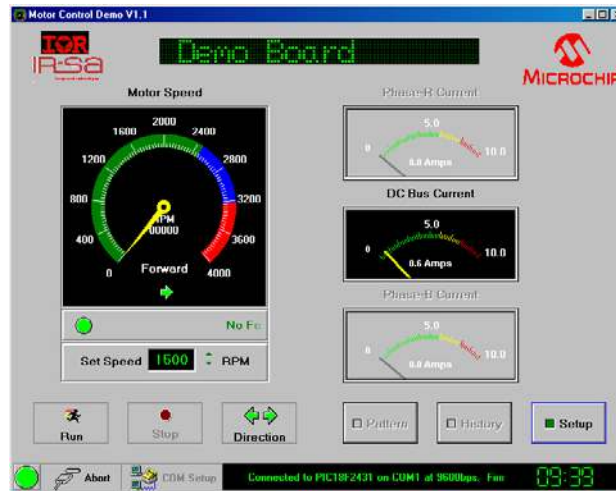 Motor Control Demo V1.1
IOR
IR-Sa
Demo Board
MICROCHIP
Motor Speed
0
400
800
1200
1600
2000
2400
2800
3200
3600
4000
RPM
00000
Forward
No Fa
Set Speed 1500 RPM
Phase-R Current
0
5.0
10.0
0.0 Amps
DC Bus Current
0
5.0
10.0
0.6 Amps
Phase-B Current
0
5.0
10.0
0.0 Amps
Run
Stop
Direction
Pattern
History
Setup
Abort
COM Setup
Connected to PIC18F2431 on COM1 at 9600bps.
09:39